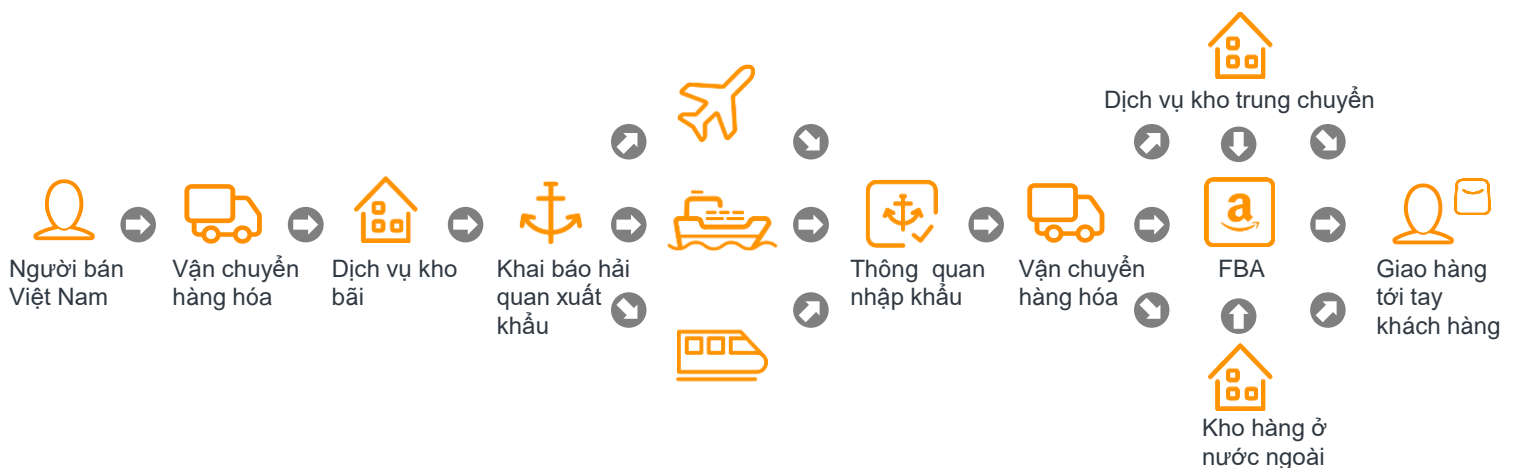 Dịch vụ kho trung chuyển
a
Người bán
Việt Nam
Vận chuyển
hàng hóa
Dịch vụ kho
bãi
Khai báo hải
quan xuất
khẩu
Thông quan
nhập khẩu
Vận chuyển
hàng hóa
FBA
Giao hàng
tới tay
khách hàng
Kho hàng ở
nước ngoài